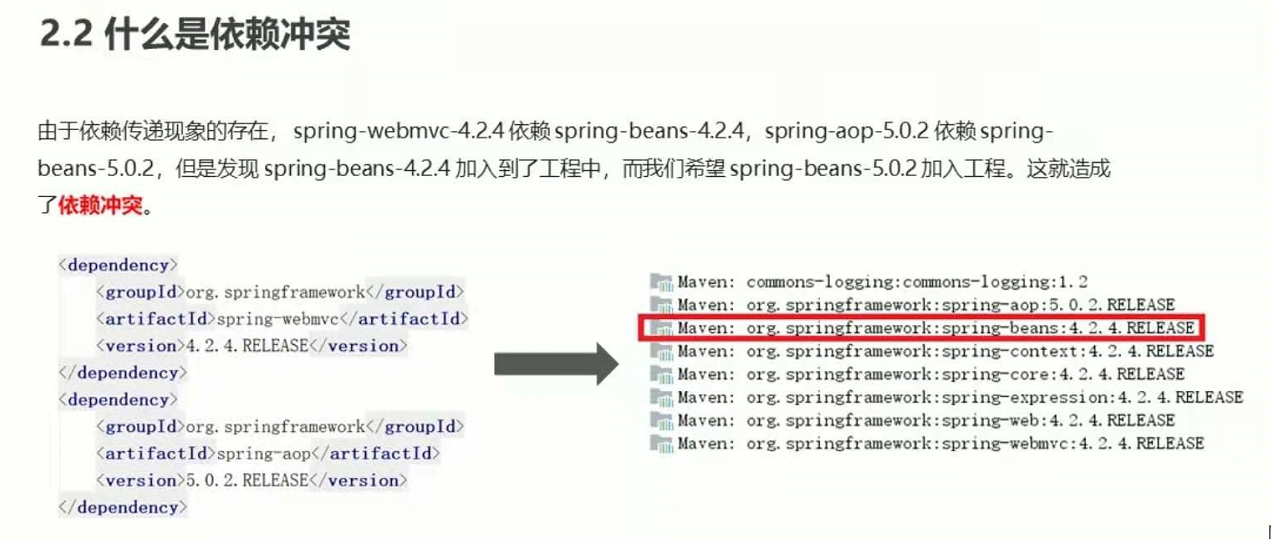 2.2 什么是依赖冲突
由于依赖传递现象的存在， spring-webmvc-4.2.4 依赖 spring-beans-4.2.4，spring-aop-5.0.2 依赖 spring-
beans-5.0.2，但是发现 spring-beans-4.2.4 加入到了工程中，而我们希望 spring-beans-5.0.2 加入工程。这就造成
了依赖冲突。
<dependency>
<groupId>org.springframework</groupId>
<artifactId>spring-webmvc</artifactId>
<version>4.2.4.RELEASE</version>
</dependency>
<dependency>
<groupId>org.springframework</groupId>
<artifactId>spring-aop</artifactId>
<version>5.0.2.RELEASE</version>
</dependency>
Maven: commons-logging:commons-logging:1.2
Maven: org.springframework:spring-aop:5.0.2.RELEASE
Maven: org.springframework:spring-beans:4.2.4.RELEASE
Maven: org.springframework:spring-context:4.2.4.RELEASE
Maven: org.springframework:spring-core:4.2.4.RELEASE
Maven: org.springframework:spring-expression:4.2.4.RELEASE
Maven: org.springframework:spring-web:4.2.4.RELEASE
Maven: org.springframework:spring-webmvc:4.2.4.RELEASE